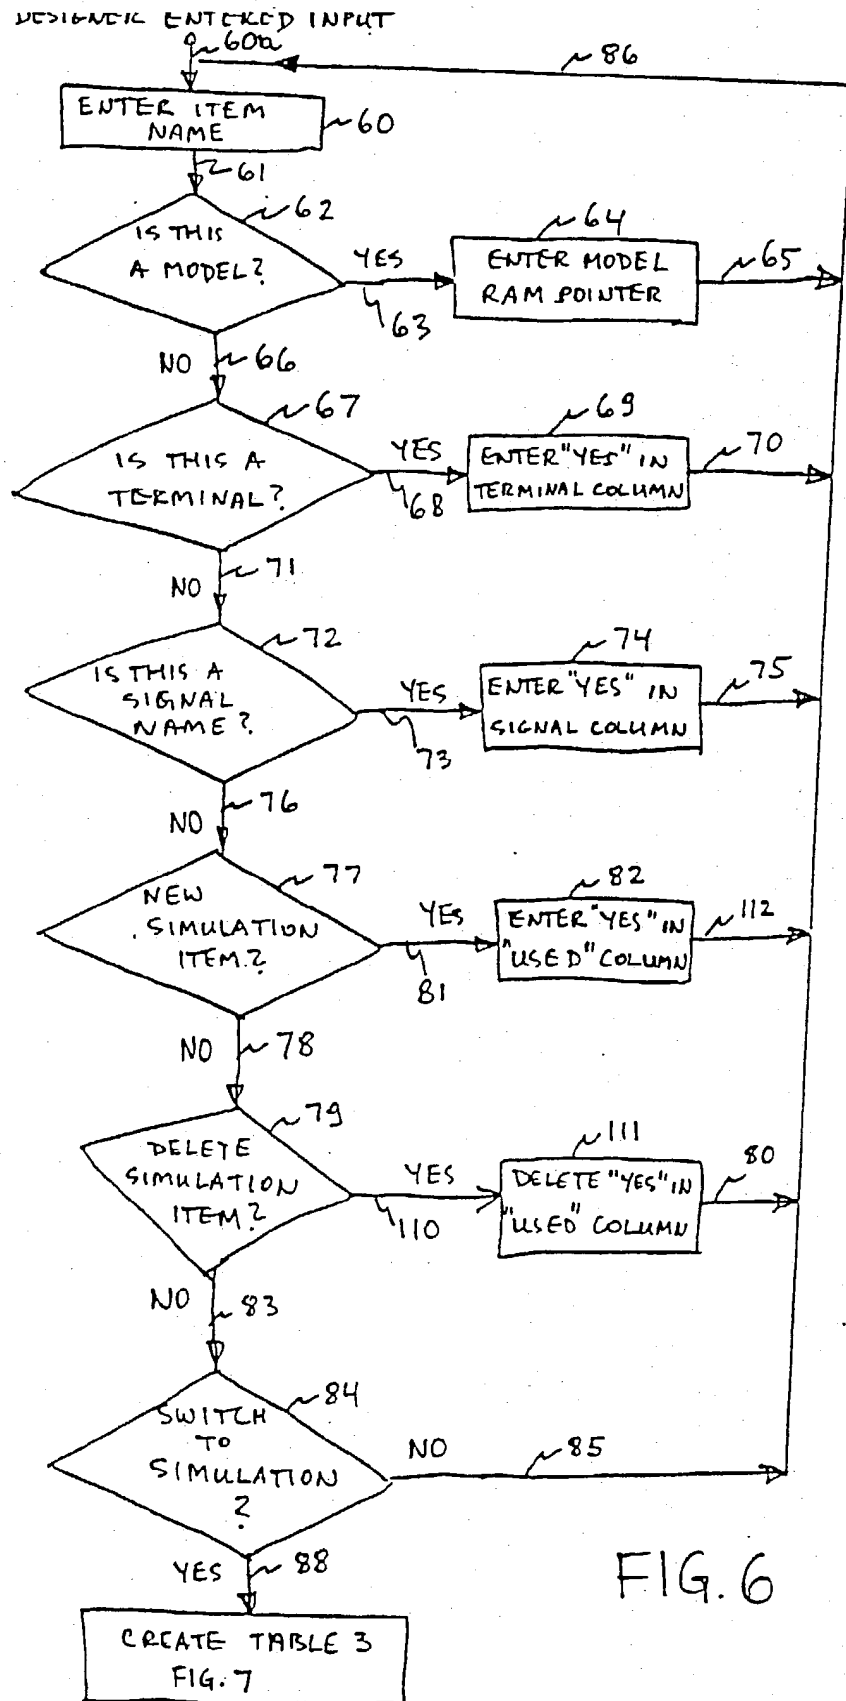 DESIGNER ENTERED INPUT
60a
86
ENTER ITEM
NAME
60
61
62
IS THIS
A MODEL?
YES
63
64
ENTER MODEL
RAM POINTER
65
NO
66
67
IS THIS A
TERMINAL?
YES
68
69
ENTER "YES" IN
TERMINAL COLUMN
70
NO
71
72
IS THIS A
SIGNAL
NAME?
YES
73
74
ENTER "YES" IN
SIGNAL COLUMN
75
NO
76
77
NEW
SIMULATION
ITEM?
YES
81
82
ENTER "YES" IN
"USED" COLUMN
112
NO
78
79
DELETE
SIMULATION
ITEM?
YES
110
111
DELETE "YES" IN
"USED" COLUMN
80
NO
83
84
SWITCH
TO
SIMULATION
?
NO
85
YES
88
CREATE TABLE 3
FIG. 7
FIG. 6